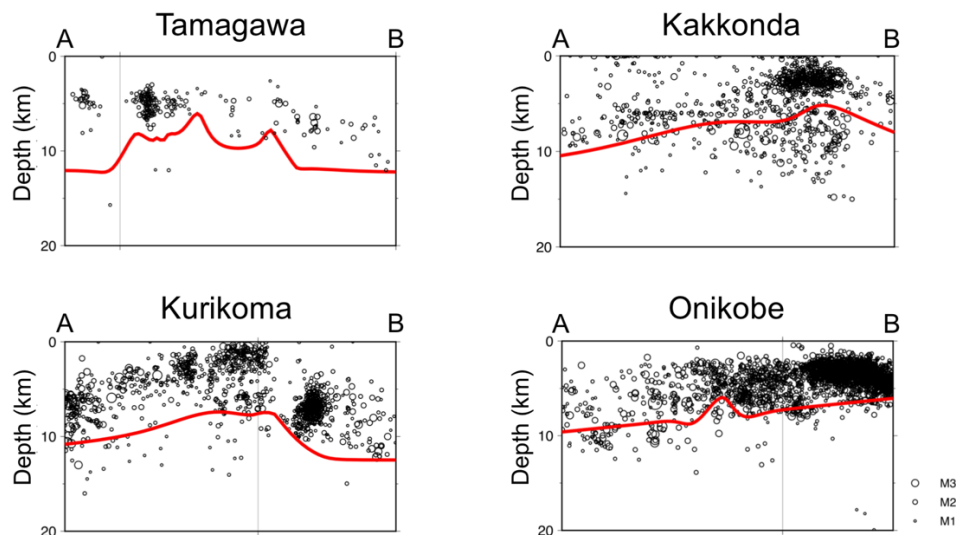 Tamagawa
A B
0
10
20
Depth (km)
Kakkonda
A B
0
10
20
Depth (km)
Kurikoma
A B
0
10
20
Depth (km)
Onikobe
A B
0
10
20
Depth (km)
M3
M2
M1